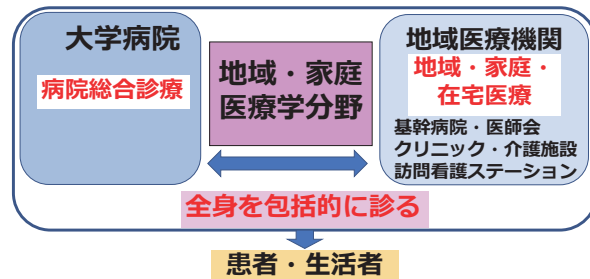 大学病院
病院総合診療
地域・家庭
医療学分野
地域医療機関
地域・家庭・
在宅医療
基幹病院・医師会
クリニック・介護施設
訪問看護ステーション
全身を包括的に診る
患者・生活者